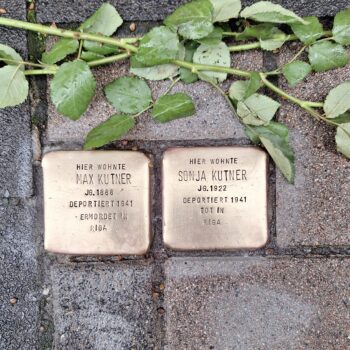 HIER WOHNTE
MAX KUTNER
JG. 1888
DEPORTIERT 1941
ERMORDET IN
RIGA
HIER WOHNTE
SONJA KUTNER
JG. 1922
DEPORTIERT 1941
TOT IN
RIGA